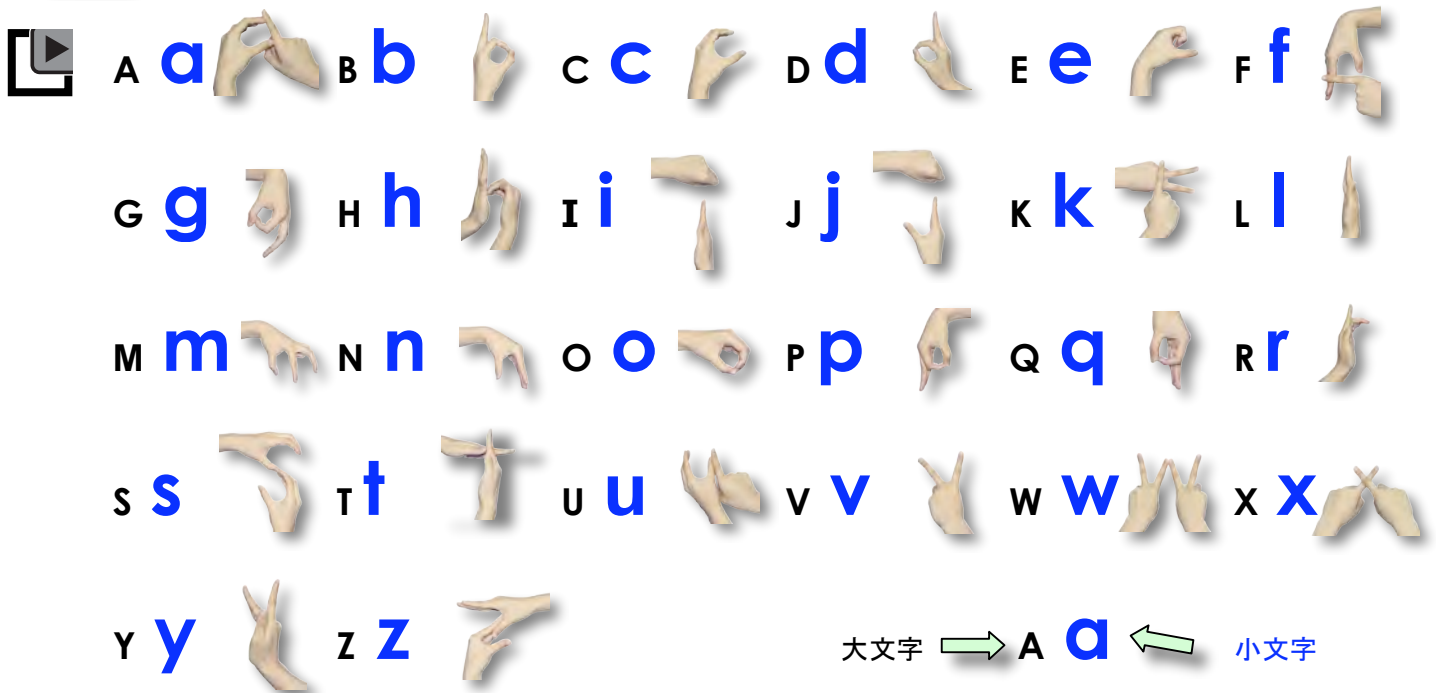 A a B b C c D d E e F f
G g H h I i J j K k L l
M m N n O o P p Q q R r
S s T t U u V v W w X x
Y y Z z 大文字 A a 小文字